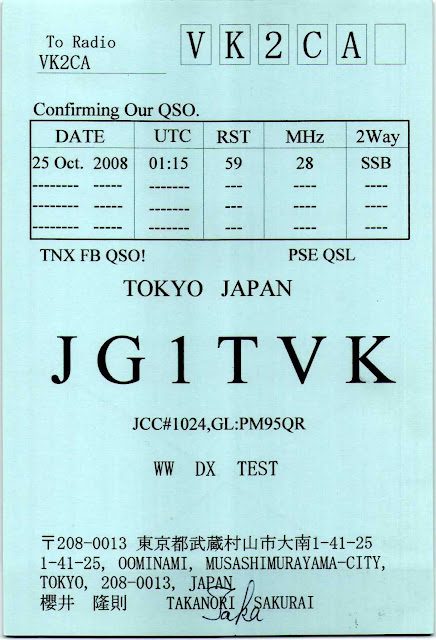 To Radio VK2CA
VK2CA
Confirming Our QSO.
DATE UTC RST MHz 2Way
25 Oct. 2008 01:15 59 28 SSB
-------- ----- ------- --- ---- ----
-------- ----- ------- --- ---- ----
-------- ----- ------- --- ---- ----
TNX FB QSO! PSE QSL
TOKYO JAPAN
JG1TVK
JCC#1024,GL:PM95QR
WW DX TEST
〒208-0013 東京都武蔵村山市大南1-41-25
1-41-25, OOMINAMI, MUSASHIMURAYAMA-CITY,
TOKYO, 208-0013, JAPAN
櫻井 隆則 TAKANORI SAKURAI
Taka